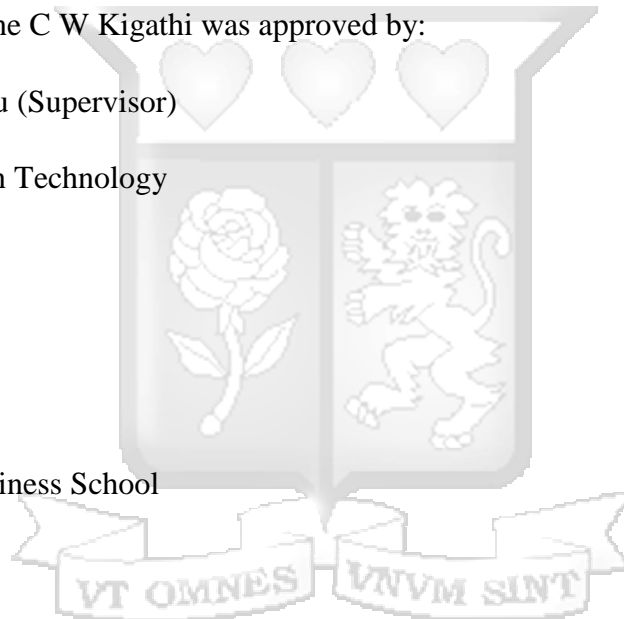 ne C W Kigathi was approved by:
u (Supervisor)
n Technology
iness School
VT OMNES VNVM SINT